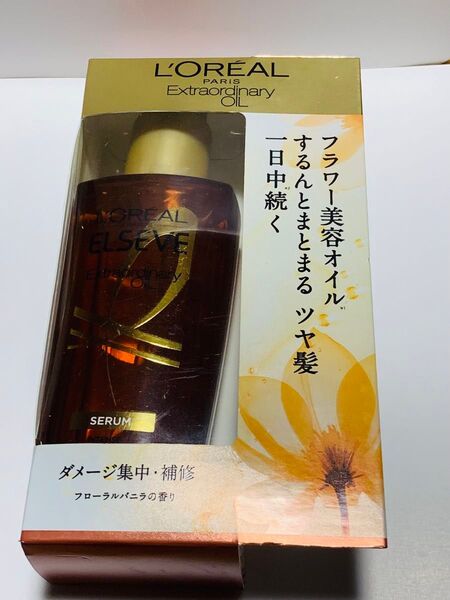 L'ORÉAL
PARIS
Extraordinary
OIL
フラワー美容オイル
するんとまとまる ツヤ髪
一日中続く
L'ORÉAL
ELSEVE
Extraordinary
OIL
SERUM
ダメージ集中・補修
フローラルバニラの香り